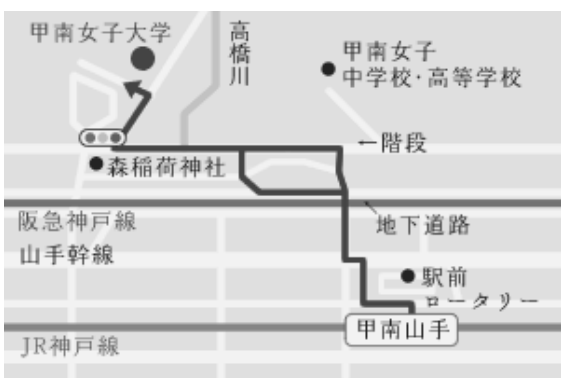 甲南女子大学
高橋川
甲南女子
中学校・高等学校
←階段
森稲荷神社
阪急神戸線
地下道路
山手幹線
駅前
ロータリー
甲南山手
JR神戸線